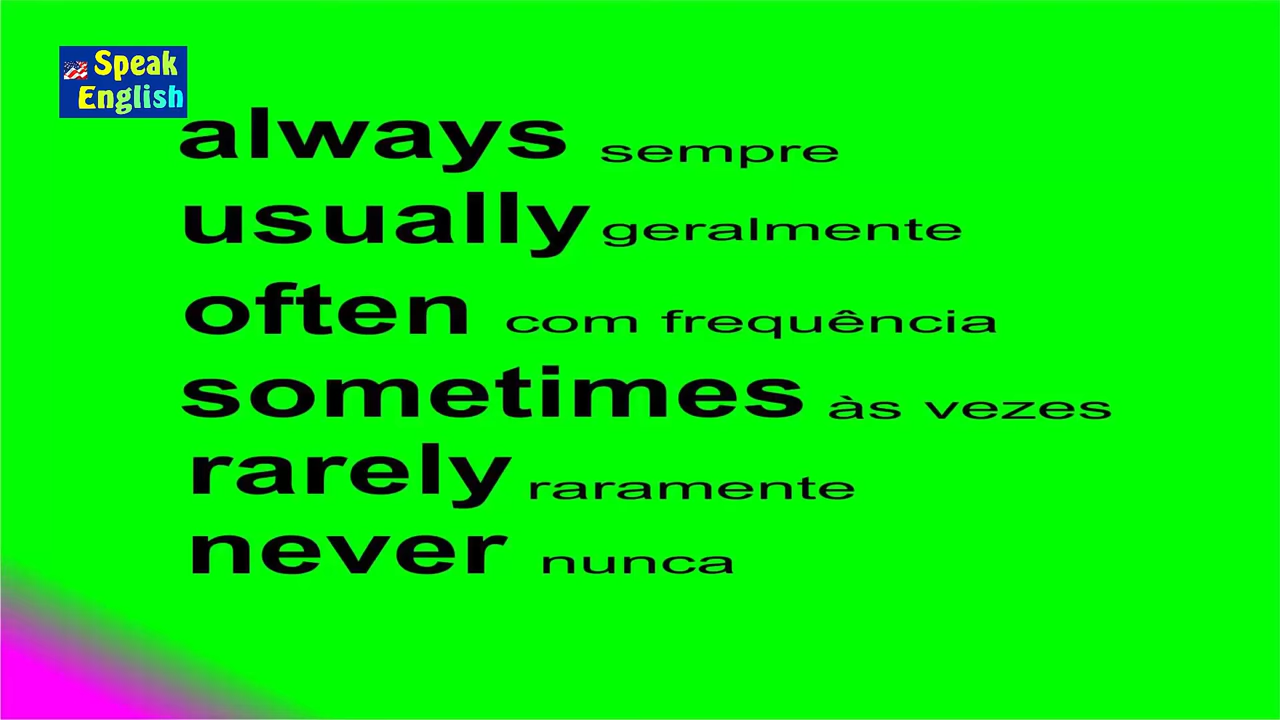 Speak
English
always sempre
usually geralmente
often com frequência
sometimes às vezes
rarely raramente
never nunca